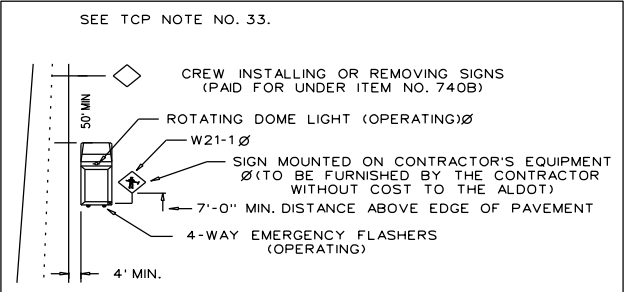 SEE TCP NOTE NO. 33.
CREW INSTALLING OR REMOVING SIGNS
(PAID FOR UNDER ITEM NO. 740B)
50' MIN
ROTATING DOME LIGHT (OPERATING)Ø
W21-1Ø
SIGN MOUNTED ON CONTRACTOR'S EQUIPMENT
Ø(TO BE FURNISHED BY THE CONTRACTOR
WITHOUT COST TO THE ALDOT)
7'-0" MIN. DISTANCE ABOVE EDGE OF PAVEMENT
4-WAY EMERGENCY FLASHERS
(OPERATING)
4' MIN.